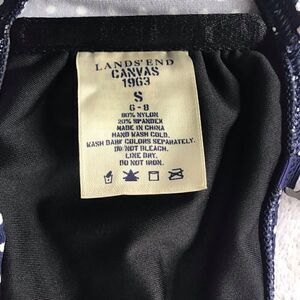 LANDS' END
CANVAS
1963
S
6-8
80% NYLON
20% SPANDEX
MADE IN CHINA
HAND WASH COLD.
WASH DARK COLORS SEPARATELY.
DO NOT BLEACH.
LINE DRY.
DO NOT IRON.